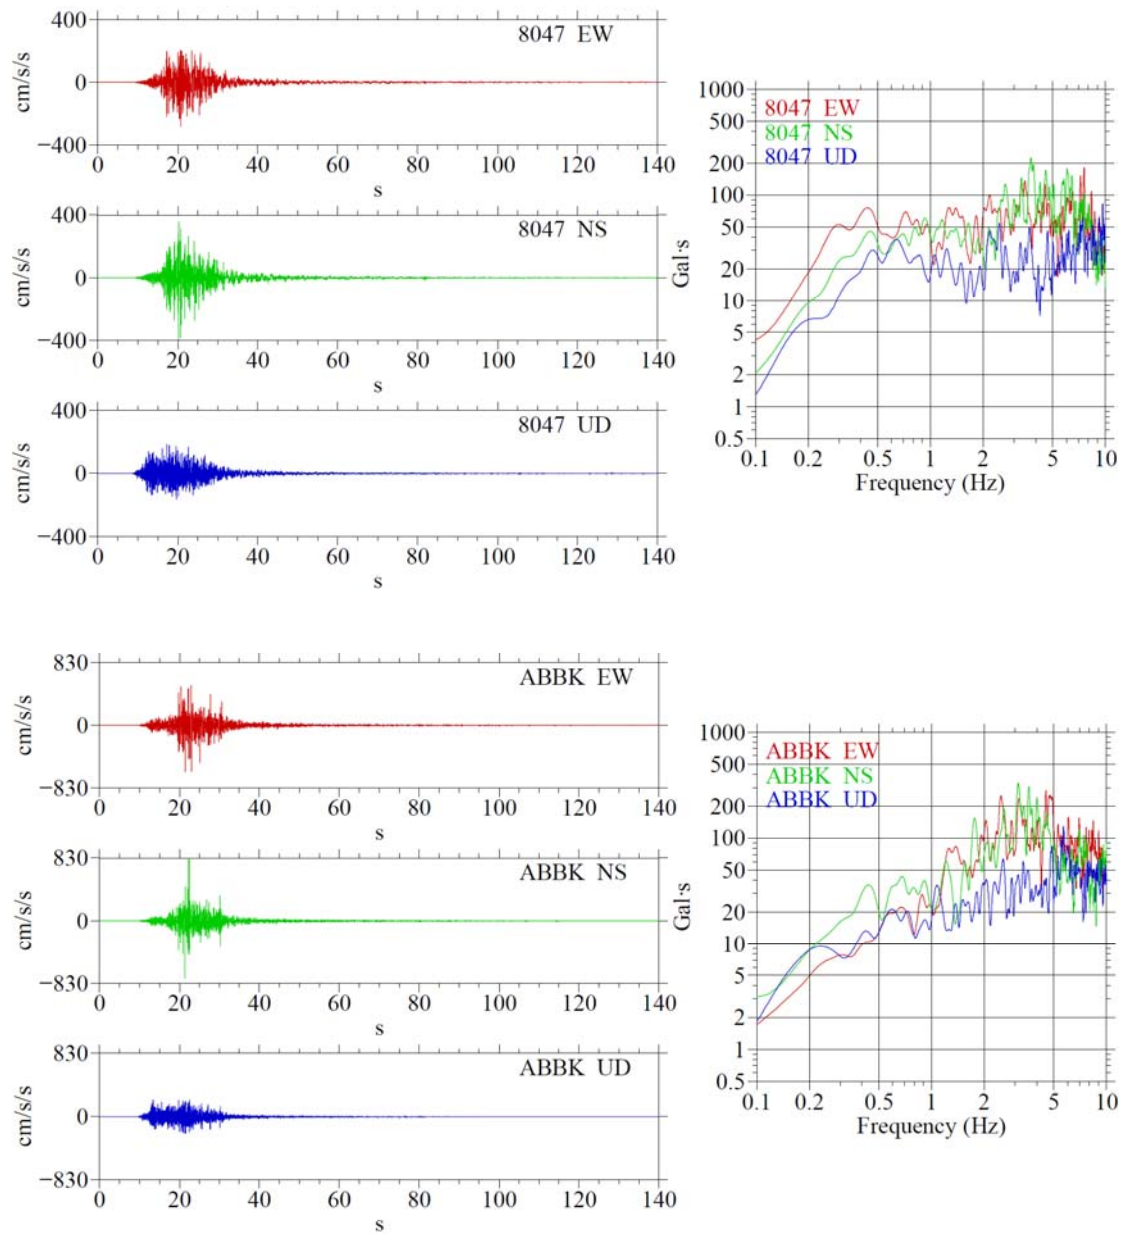 400
0
−400
cm/s/s
8047 EW
0 20 40 60 80 100 120 140
s
400
0
−400
cm/s/s
8047 NS
0 20 40 60 80 100 120 140
s
400
0
−400
cm/s/s
8047 UD
0 20 40 60 80 100 120 140
s
1000
500
200
100
50
20
10
5
2
1
0.5
Gal·s
8047 EW
8047 NS
8047 UD
0.1 0.2 0.5 1 2 5 10
Frequency (Hz)
830
0
−830
cm/s/s
ABBK EW
0 20 40 60 80 100 120 140
s
830
0
−830
cm/s/s
ABBK NS
0 20 40 60 80 100 120 140
s
830
0
−830
cm/s/s
ABBK UD
0 20 40 60 80 100 120 140
s
1000
500
200
100
50
20
10
5
2
1
0.5
Gal·s
ABBK EW
ABBK NS
ABBK UD
0.1 0.2 0.5 1 2 5 10
Frequency (Hz)